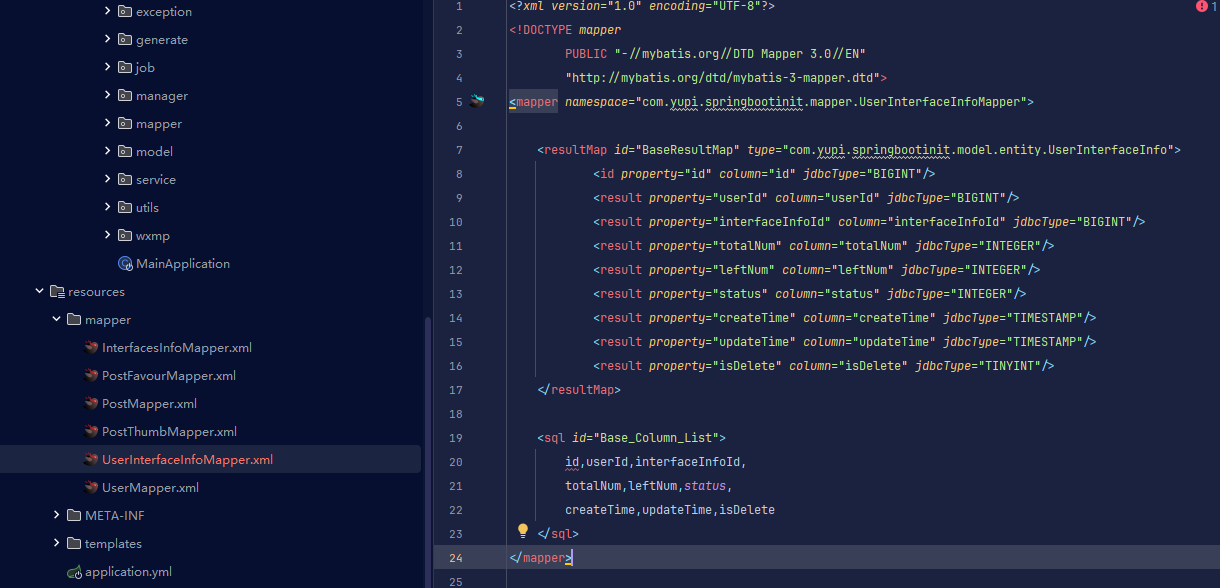 exception
generate
job
manager
mapper
model
service
utils
wxmp
MainApplication
resources
mapper
InterfacesInfoMapper.xml
PostFavourMapper.xml
PostMapper.xml
PostThumbMapper.xml
UserInterfaceInfoMapper.xml
UserMapper.xml
META-INF
templates
application.yml
1 <?xml version="1.0" encoding="UTF-8"?>
2 <!DOCTYPE mapper
3 PUBLIC "-//mybatis.org//DTD Mapper 3.0//EN"
4 "http://mybatis.org/dtd/mybatis-3-mapper.dtd">
5 <mapper namespace="com.yupi.springbootinit.mapper.UserInterfaceInfoMapper">
6
7 <resultMap id="BaseResultMap" type="com.yupi.springbootinit.model.entity.UserInterfaceInfo">
8 <id property="id" column="id" jdbcType="BIGINT"/>
9 <result property="userId" column="userId" jdbcType="BIGINT"/>
10 <result property="interfaceInfoId" column="interfaceInfoId" jdbcType="BIGINT"/>
11 <result property="totalNum" column="totalNum" jdbcType="INTEGER"/>
12 <result property="leftNum" column="leftNum" jdbcType="INTEGER"/>
13 <result property="status" column="status" jdbcType="INTEGER"/>
14 <result property="createTime" column="createTime" jdbcType="TIMESTAMP"/>
15 <result property="updateTime" column="updateTime" jdbcType="TIMESTAMP"/>
16 <result property="isDelete" column="isDelete" jdbcType="TINYINT"/>
17 </resultMap>
18
19 <sql id="Base_Column_List">
20 id,userId,interfaceInfoId,
21 totalNum,leftNum,status,
22 createTime,updateTime,isDelete
23 </sql>
24 </mapper>
25
1